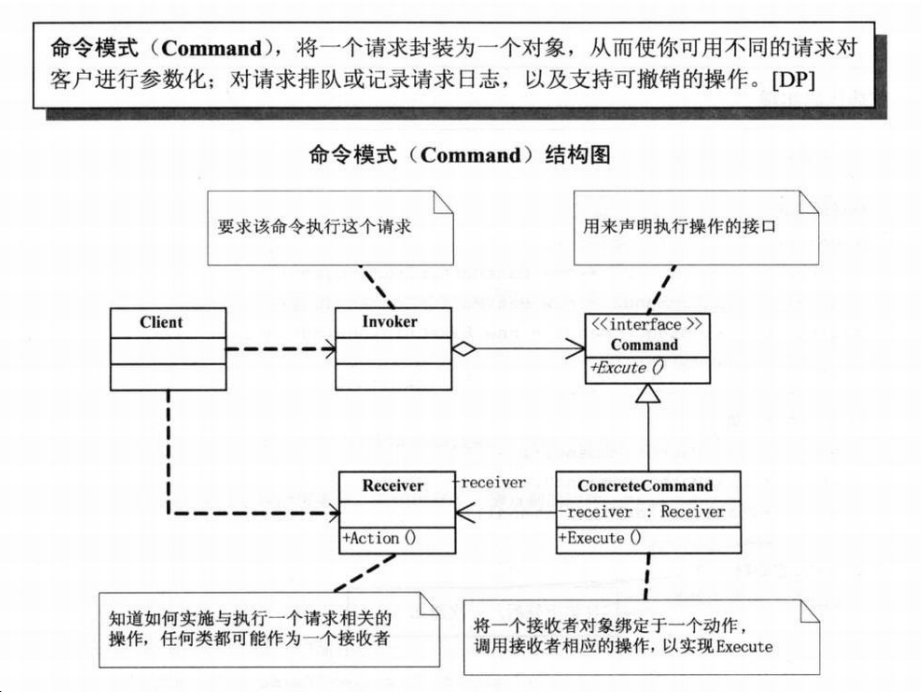 命令模式（Command），将一个请求封装为一个对象，从而使你可用不同的请求对
客户进行参数化；对请求排队或记录请求日志，以及支持可撤销的操作。[DP]
命令模式（Command）结构图
要求该命令执行这个请求
用来声明执行操作的接口
Client
Invoker
<<interface>>
Command
+Excute()
Receiver
-receiver
ConcreteCommand
-receiver : Receiver
+Action()
+Execute()
知道如何实施与执行一个请求相关的
操作，任何类都可能作为一个接收者
将一个接收者对象绑定于一个动作，
调用接收者相应的操作，以实现Execute